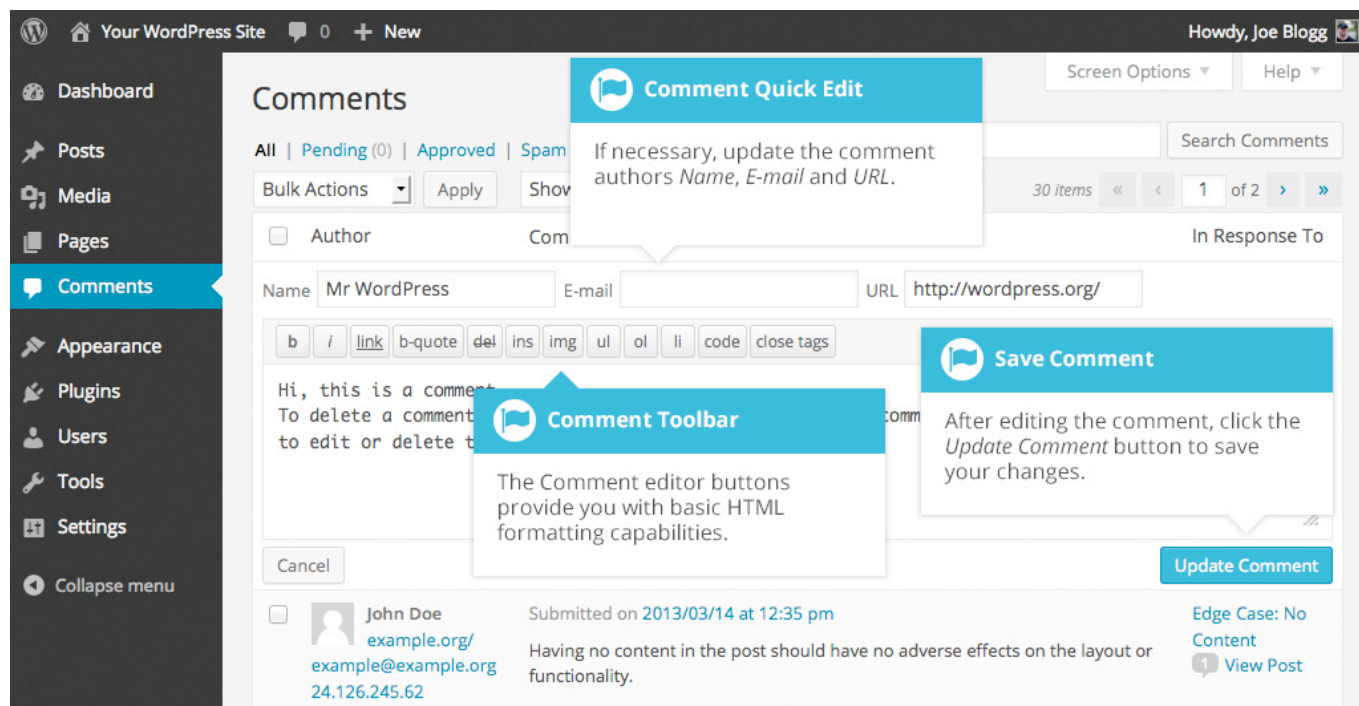 Your WordPress Site 0 + New Howdy, Joe Blogg
Dashboard
Posts
Media
Pages
Comments
Appearance
Plugins
Users
Tools
Settings
Collapse menu
Screen Options Help
Comments
All | Pending (0) | Approved | Spam
Search Comments
Bulk Actions Apply
30 items « ‹ 1 of 2 › »
Author In Response To
Comment Quick Edit
If necessary, update the comment
authors Name, E-mail and URL.
Name Mr WordPress E-mail URL http://wordpress.org/
b i link b-quote del ins img ul ol li code close tags
Hi, this is a comment.
To delete a comment
to edit or delete
Comment Toolbar
The Comment editor buttons
provide you with basic HTML
formatting capabilities.
Save Comment
After editing the comment, click the
Update Comment button to save
your changes.
Cancel Update Comment
John Doe
example.org/
example@example.org
24.126.245.62
Submitted on 2013/03/14 at 12:35 pm
Having no content in the post should have no adverse effects on the layout or
functionality.
Edge Case: No
Content
1 View Post